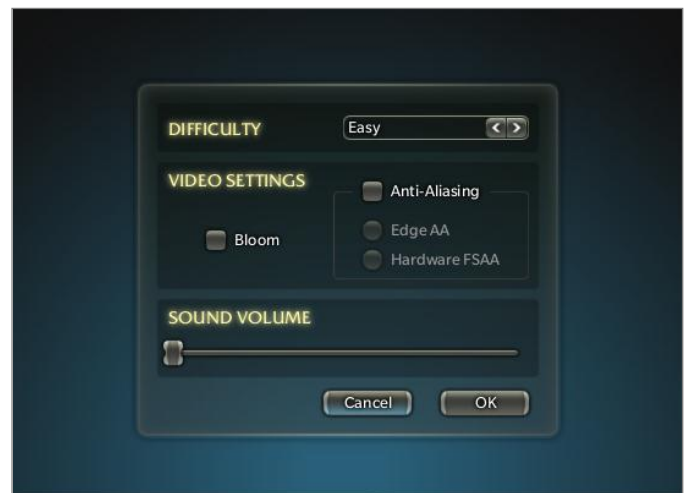 DIFFICULTY Easy
VIDEO SETTINGS
Anti-Aliasing
Bloom
Edge AA
Hardware FSAA
SOUND VOLUME
Cancel OK